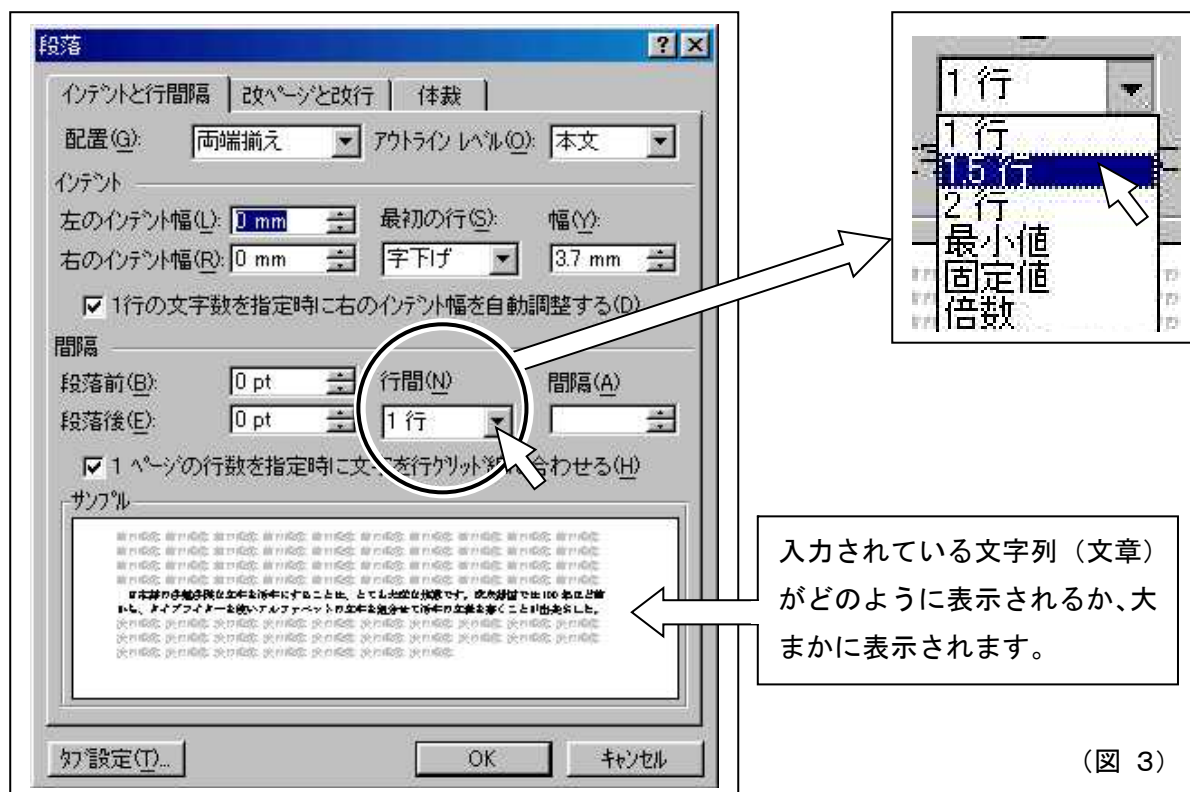 段落
インデントと行間隔 改ページと改行 体裁
配置(G): 両端揃え アウトライン レベル(O): 本文
インデント
左のインデント幅(L): 0 mm 最初の行(S): 幅(Y):
右のインデント幅(R): 0 mm 字下げ 3.7 mm
1行の文字数を指定時に右のインデント幅を自動調整する(D)
間隔
段落前(B): 0 pt 行間(N) 間隔(A)
段落後(E): 0 pt 1 行
1 ページの行数を指定時に文字を行グリッド 合わせる(H)
サンプル
タブ設定(T)... OK キャンセル
1 行
1 行
1.5 行
2 行
最小値
固定値
倍数
入力されている文字列（文章）
がどのように表示されるか、大
まかに表示されます。
（図 3）